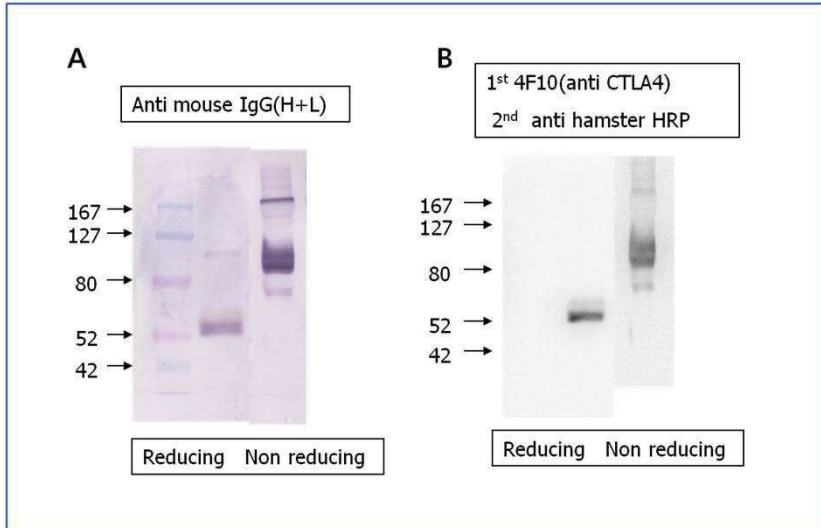 A
Anti mouse IgG(H+L)
167
127
80
52
42
Reducing Non reducing
B
1st 4F10(anti CTLA4)
2nd anti hamster HRP
167
127
80
52
42
Reducing Non reducing